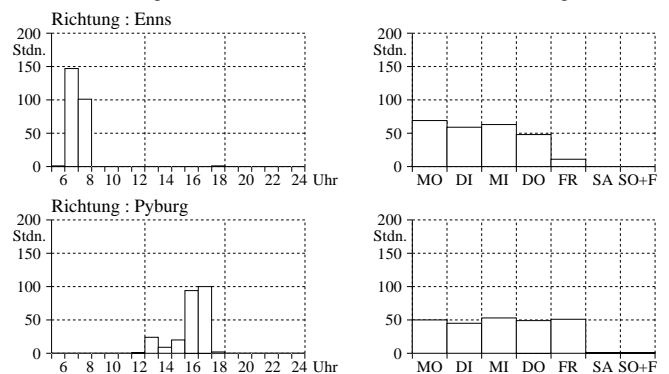 Richtung : Enns
200 200
Stdn. Stdn.
150 150
100 100
50 50
0 0
6 8 10 12 14 16 18 20 22 24 Uhr MO DI MI DO FR SA SO+F
Richtung : Pyburg
200 200
Stdn. Stdn.
150 150
100 100
50 50
0 0
6 8 10 12 14 16 18 20 22 24 Uhr MO DI MI DO FR SA SO+F